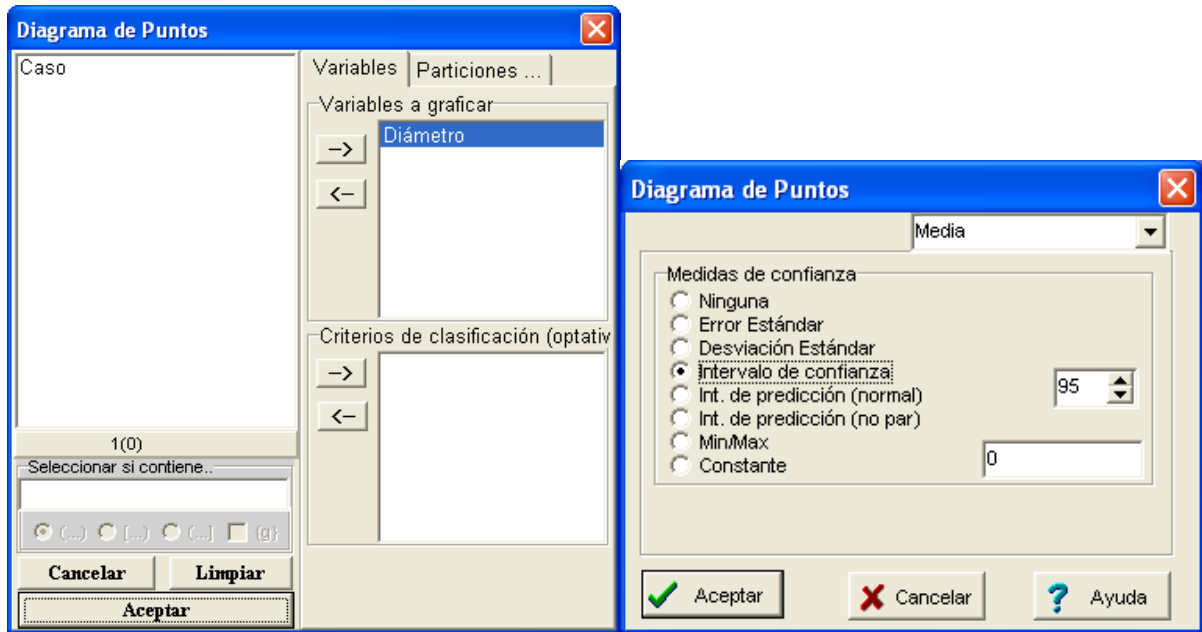 Diagrama de Puntos
Caso
1(0)
Seleccionar si contiene..
(...) [...) (...] {g}
Cancelar Limpiar
Aceptar
Variables Particiones ...
Variables a graficar
-->
Diámetro
<--
Criterios de clasificación (optativ
-->
<--
Diagrama de Puntos
Media
Medidas de confianza
Ninguna
Error Estándar
Desviación Estándar
Intervalo de confianza
95
Int. de predicción (normal)
Int. de predicción (no par)
Min/Max
Constante
0
Aceptar Cancelar Ayuda